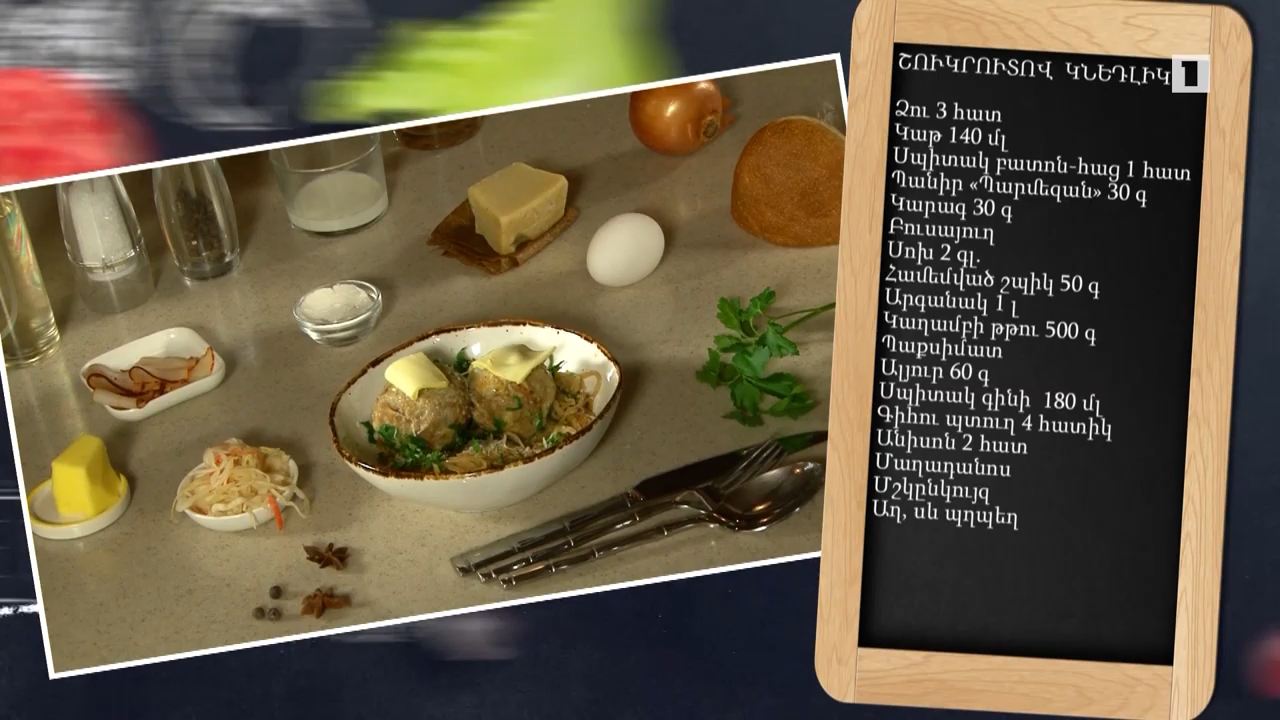 ՇՈՒԿՐՈՒՏՈՎ ԿՆԵԴԼԻԿ
1
Ձու 3 հատ
Կաթ 140 մլ
Սպիտակ բատոն-հաց 1 հատ
Պանիր «Պարմեզան» 30 գ
Կարագ 30 գ
Բուսայուղ
Սոխ 2 գլ.
Համեմված շպիկ 50 գ
Արգանակ 1 լ
Կաղամբի թթու 500 գ
Պաքսիմատ
Ալյուր 60 գ
Սպիտակ գինի 180 մլ
Գիհու պտուղ 4 հատիկ
Անիսոն 2 հատ
Մաղադանոս
Մշկընկույզ
Աղ, սև պղպեղ